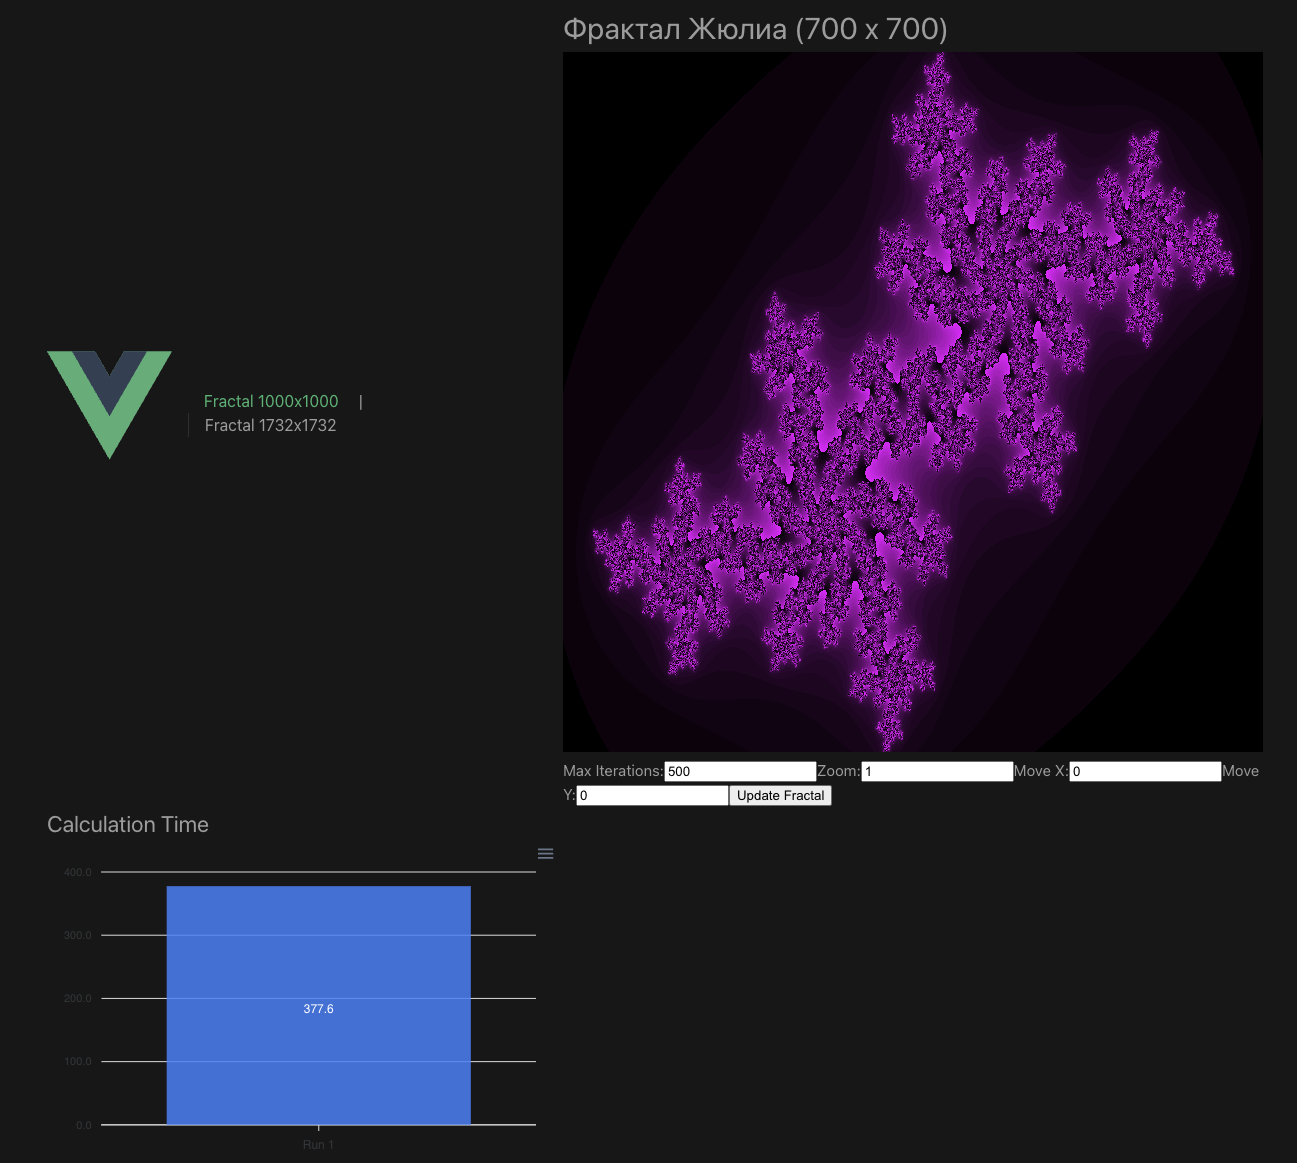 Фрактал Жюлиа (700 x 700)
Fractal 1000x1000 |
Fractal 1732x1732
Max Iterations: 500 Zoom: 1 Move X: 0 Move
Y: 0 Update Fractal
Calculation Time
400.0
300.0
200.0
377.6
100.0
0.0
Run 1